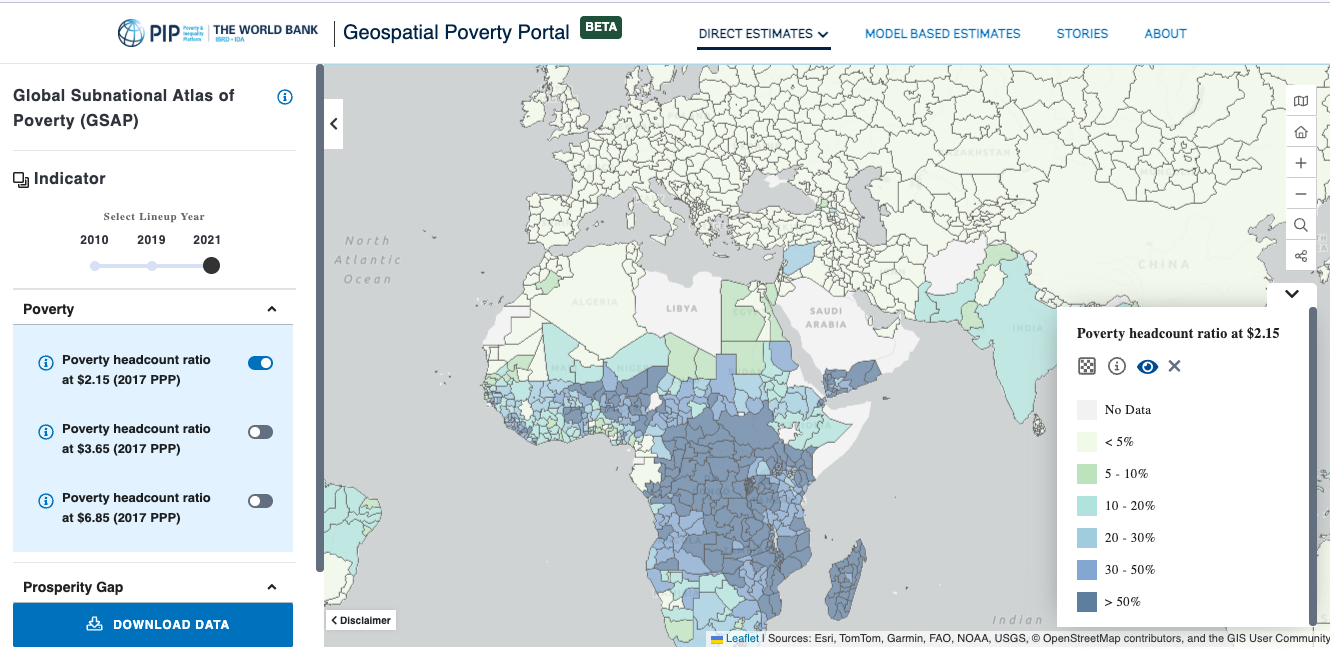 PIP Poverty & Inequality Platform THE WORLD BANK
IBRD • IDA
Geospatial Poverty Portal BETA
DIRECT ESTIMATES MODEL BASED ESTIMATES STORIES ABOUT
Global Subnational Atlas of
Poverty (GSAP)
Indicator
Select Lineup Year
2010 2019 2021
Poverty
Poverty headcount ratio
at $2.15 (2017 PPP)
Poverty headcount ratio
at $3.65 (2017 PPP)
Poverty headcount ratio
at $6.85 (2017 PPP)
Prosperity Gap
DOWNLOAD DATA
North
Atlantic
Ocean
KAZAKHSTAN
CHINA
ALGERIA
LIBYA
SAUDI
ARABIA
INDIA
Indian
Disclaimer
Poverty headcount ratio at $2.15
No Data
< 5%
5 - 10%
10 - 20%
20 - 30%
30 - 50%
> 50%
Leaflet | Sources: Esri, TomTom, Garmin, FAO, NOAA, USGS, © OpenStreetMap contributors, and the GIS User Community